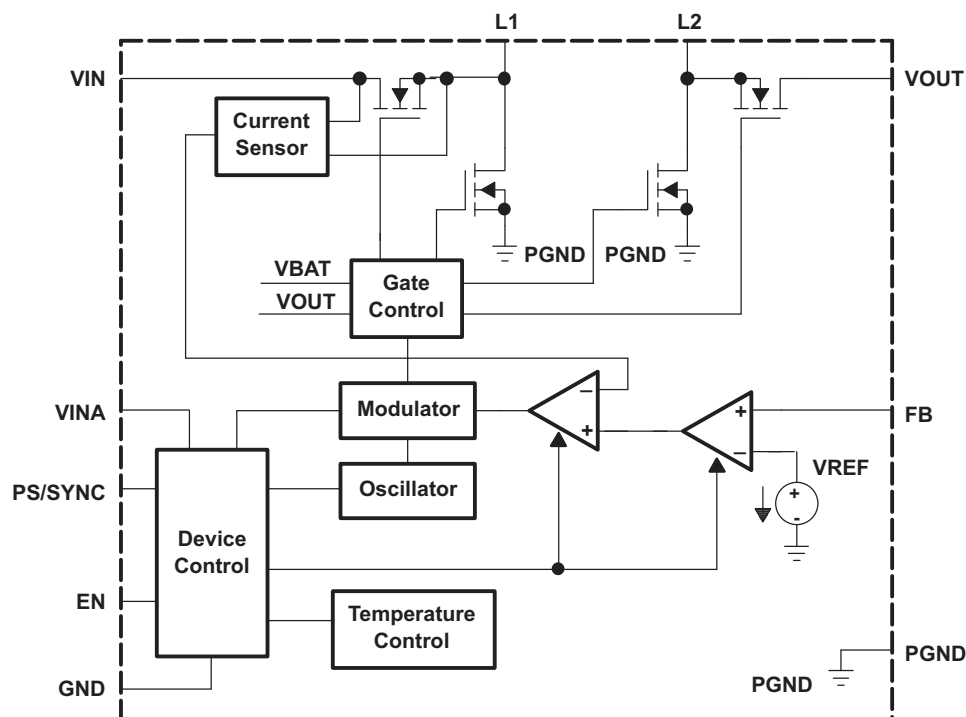 L1
L2
VIN
VOUT
Current
Sensor
PGND
PGND
VBAT
VOUT
Gate
Control
VINA
Modulator
−
+
+
−
FB
VREF
+
-
PS/SYNC
Oscillator
Device
Control
EN
Temperature
Control
PGND
PGND
GND